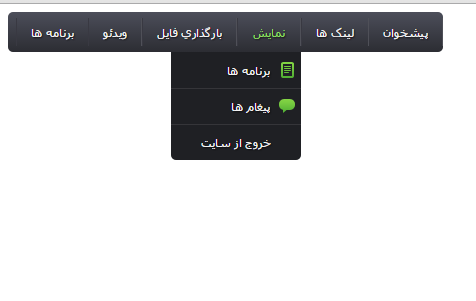 پیشخوان لینک ها نمایش بارگذاري فایل ویدئو برنامه ها
برنامه ها
پیغام ها
خروج از سایت